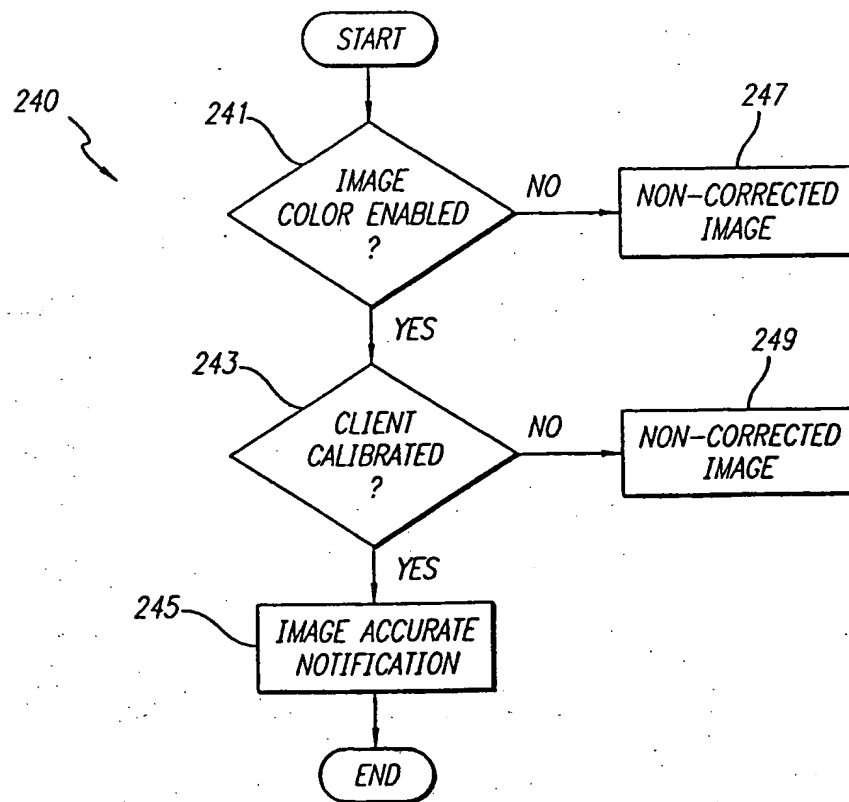 START
240
241
247
IMAGE
COLOR ENABLED
?
NO
NON-CORRECTED
IMAGE
YES
243
249
CLIENT
CALIBRATED
?
NO
NON-CORRECTED
IMAGE
YES
245
IMAGE ACCURATE
NOTIFICATION
END